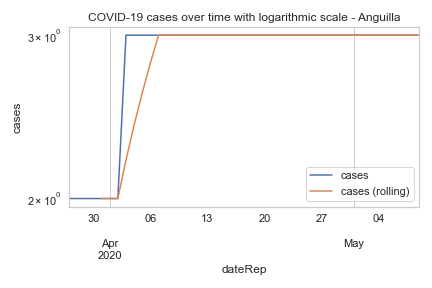 COVID-19 cases over time with logarithmic scale - Anguilla
3 × 10⁰
cases
2 × 10⁰
cases
cases (rolling)
30 06 13 20 27 04
Apr May
2020
dateRep